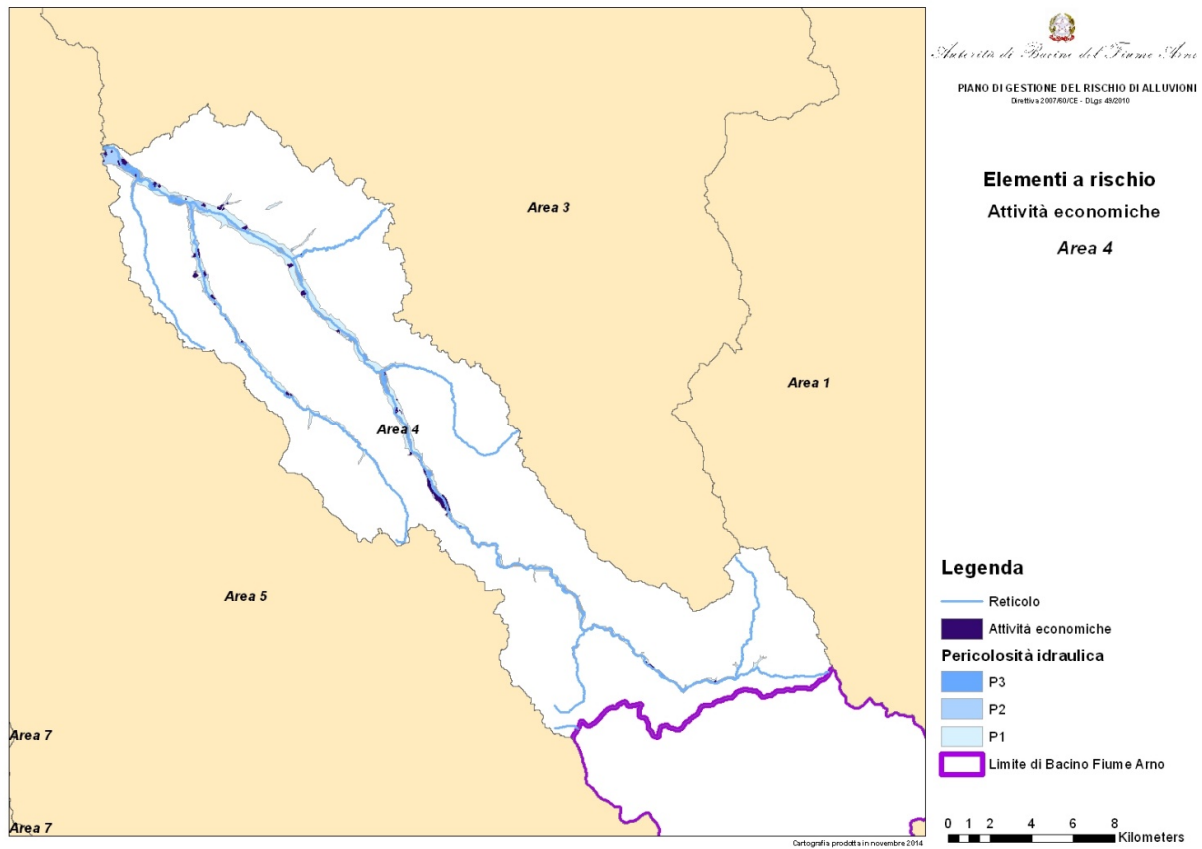 Autorità di Bacino del Fiume Arno
PIANO DI GESTIONE DEL RISCHIO DI ALLUVIONI
Direttiva 2007/60/CE - DLgs 49/2010
Elementi a rischio
Attività economiche
Area 4
Area 3
Area 1
Area 4
Area 5
Area 7
Area 7
Legenda
Reticolo
Attività economiche
Pericolosità idraulica
P3
P2
P1
Limite di Bacino Fiume Arno
0 1 2 4 6 8
Kilometers
Cartografia prodotta in novembre 2014